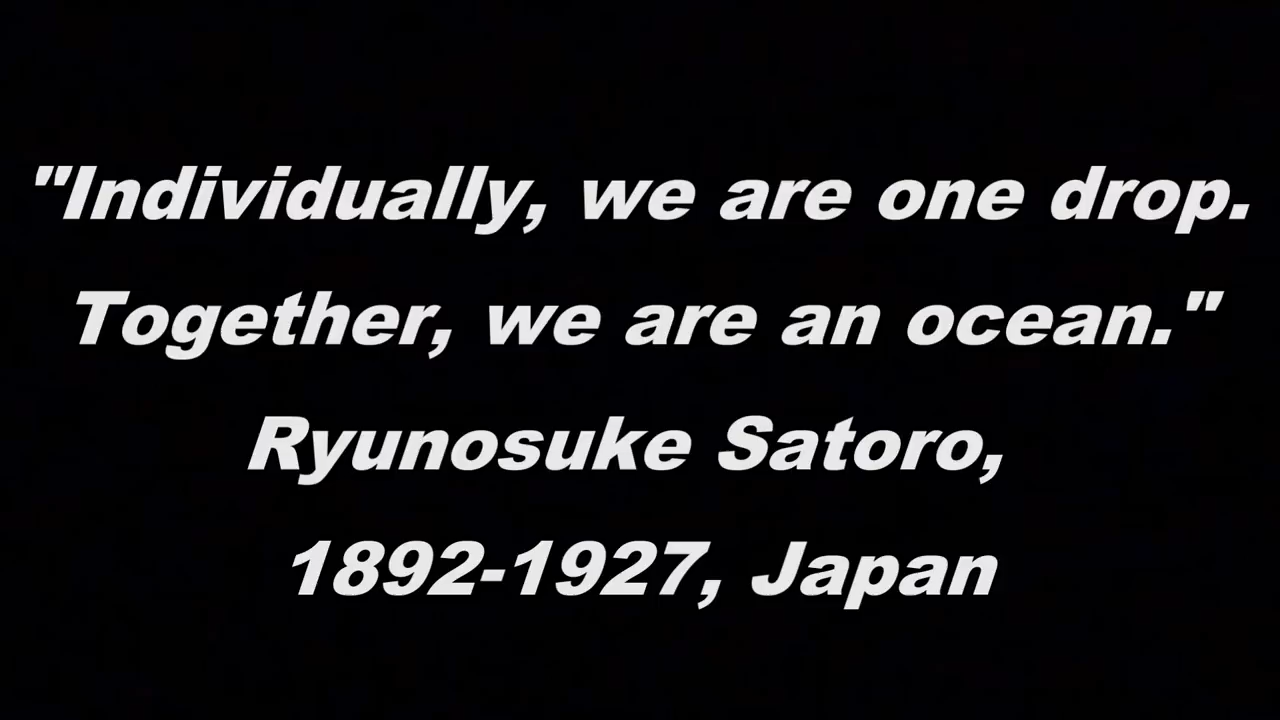 "Individually, we are one drop.
Together, we are an ocean."
Ryunosuke Satoro,
1892-1927, Japan